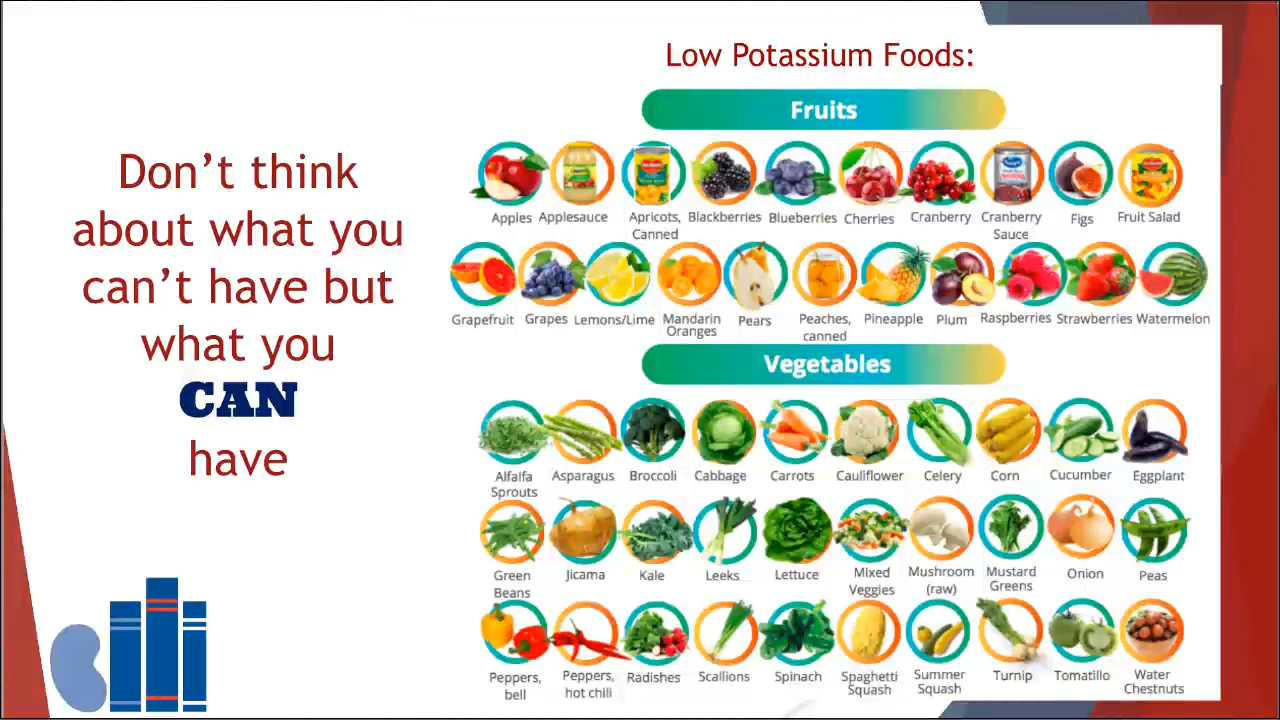 Low Potassium Foods:
Fruits
Don't think
about what you
can't have but
what you
CAN
have
Apples Applesauce Apricots, Canned Blackberries Blueberries Cherries Cranberry Cranberry Sauce Figs Fruit Salad
Grapefruit Grapes Lemons/Lime Mandarin Oranges Pears Peaches, canned Pineapple Plum Raspberries Strawberries Watermelon
Vegetables
Alfalfa Sprouts Asparagus Broccoli Cabbage Carrots Cauliflower Celery Corn Cucumber Eggplant
Green Beans Jicama Kale Leeks Lettuce Mixed Veggies Mushroom (raw) Mustard Greens Onion Peas
Peppers, bell Peppers, hot chili Radishes Scallions Spinach Spaghetti Squash Summer Squash Turnip Tomatillo Water Chestnuts